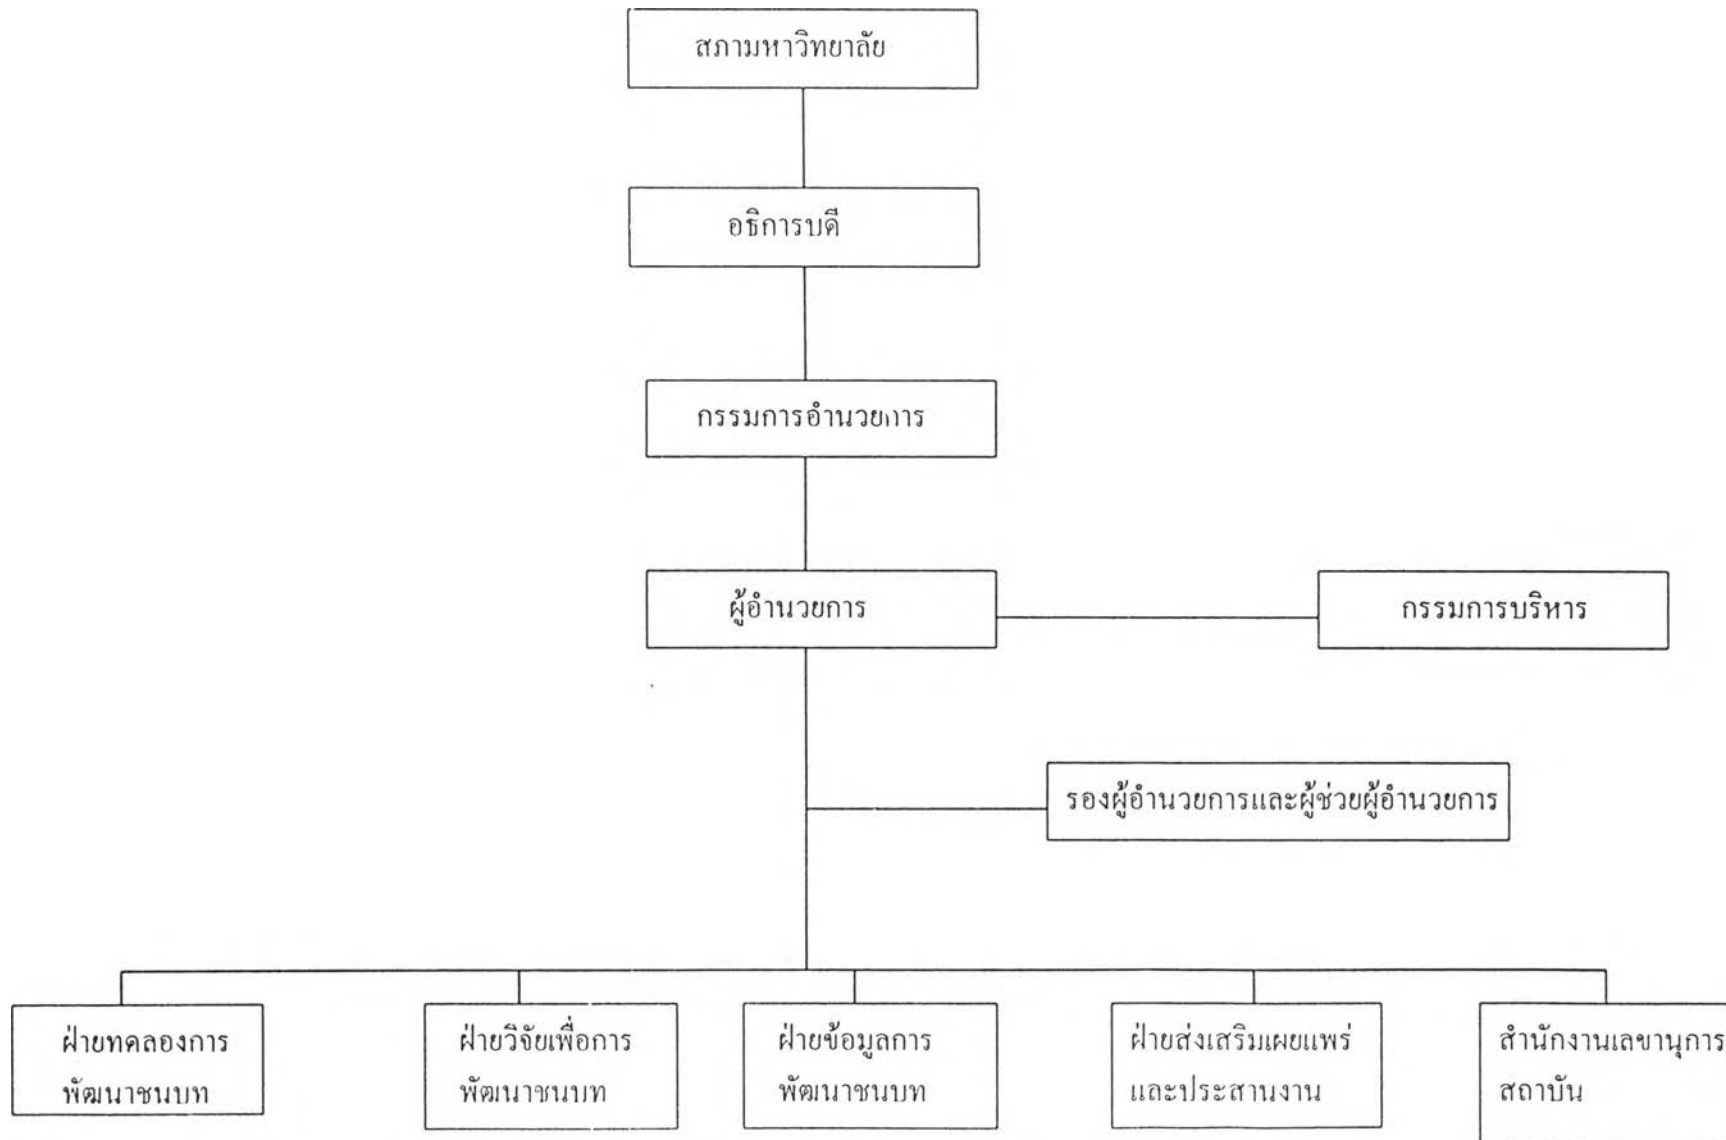 สภามหาวิทยาลัย
อธิการบดี
กรรมการอำนวยการ
ผู้อำนวยการ
กรรมการบริหาร
รองผู้อำนวยการและผู้ช่วยผู้อำนวยการ
ฝ่ายทดลองการ
พัฒนาชนบท
ฝ่ายวิจัยเพื่อการ
พัฒนาชนบท
ฝ่ายข้อมูลการ
พัฒนาชนบท
ฝ่ายส่งเสริมเผยแพร่
และประสานงาน
สำนักงานเลขานุการ
สถาบัน